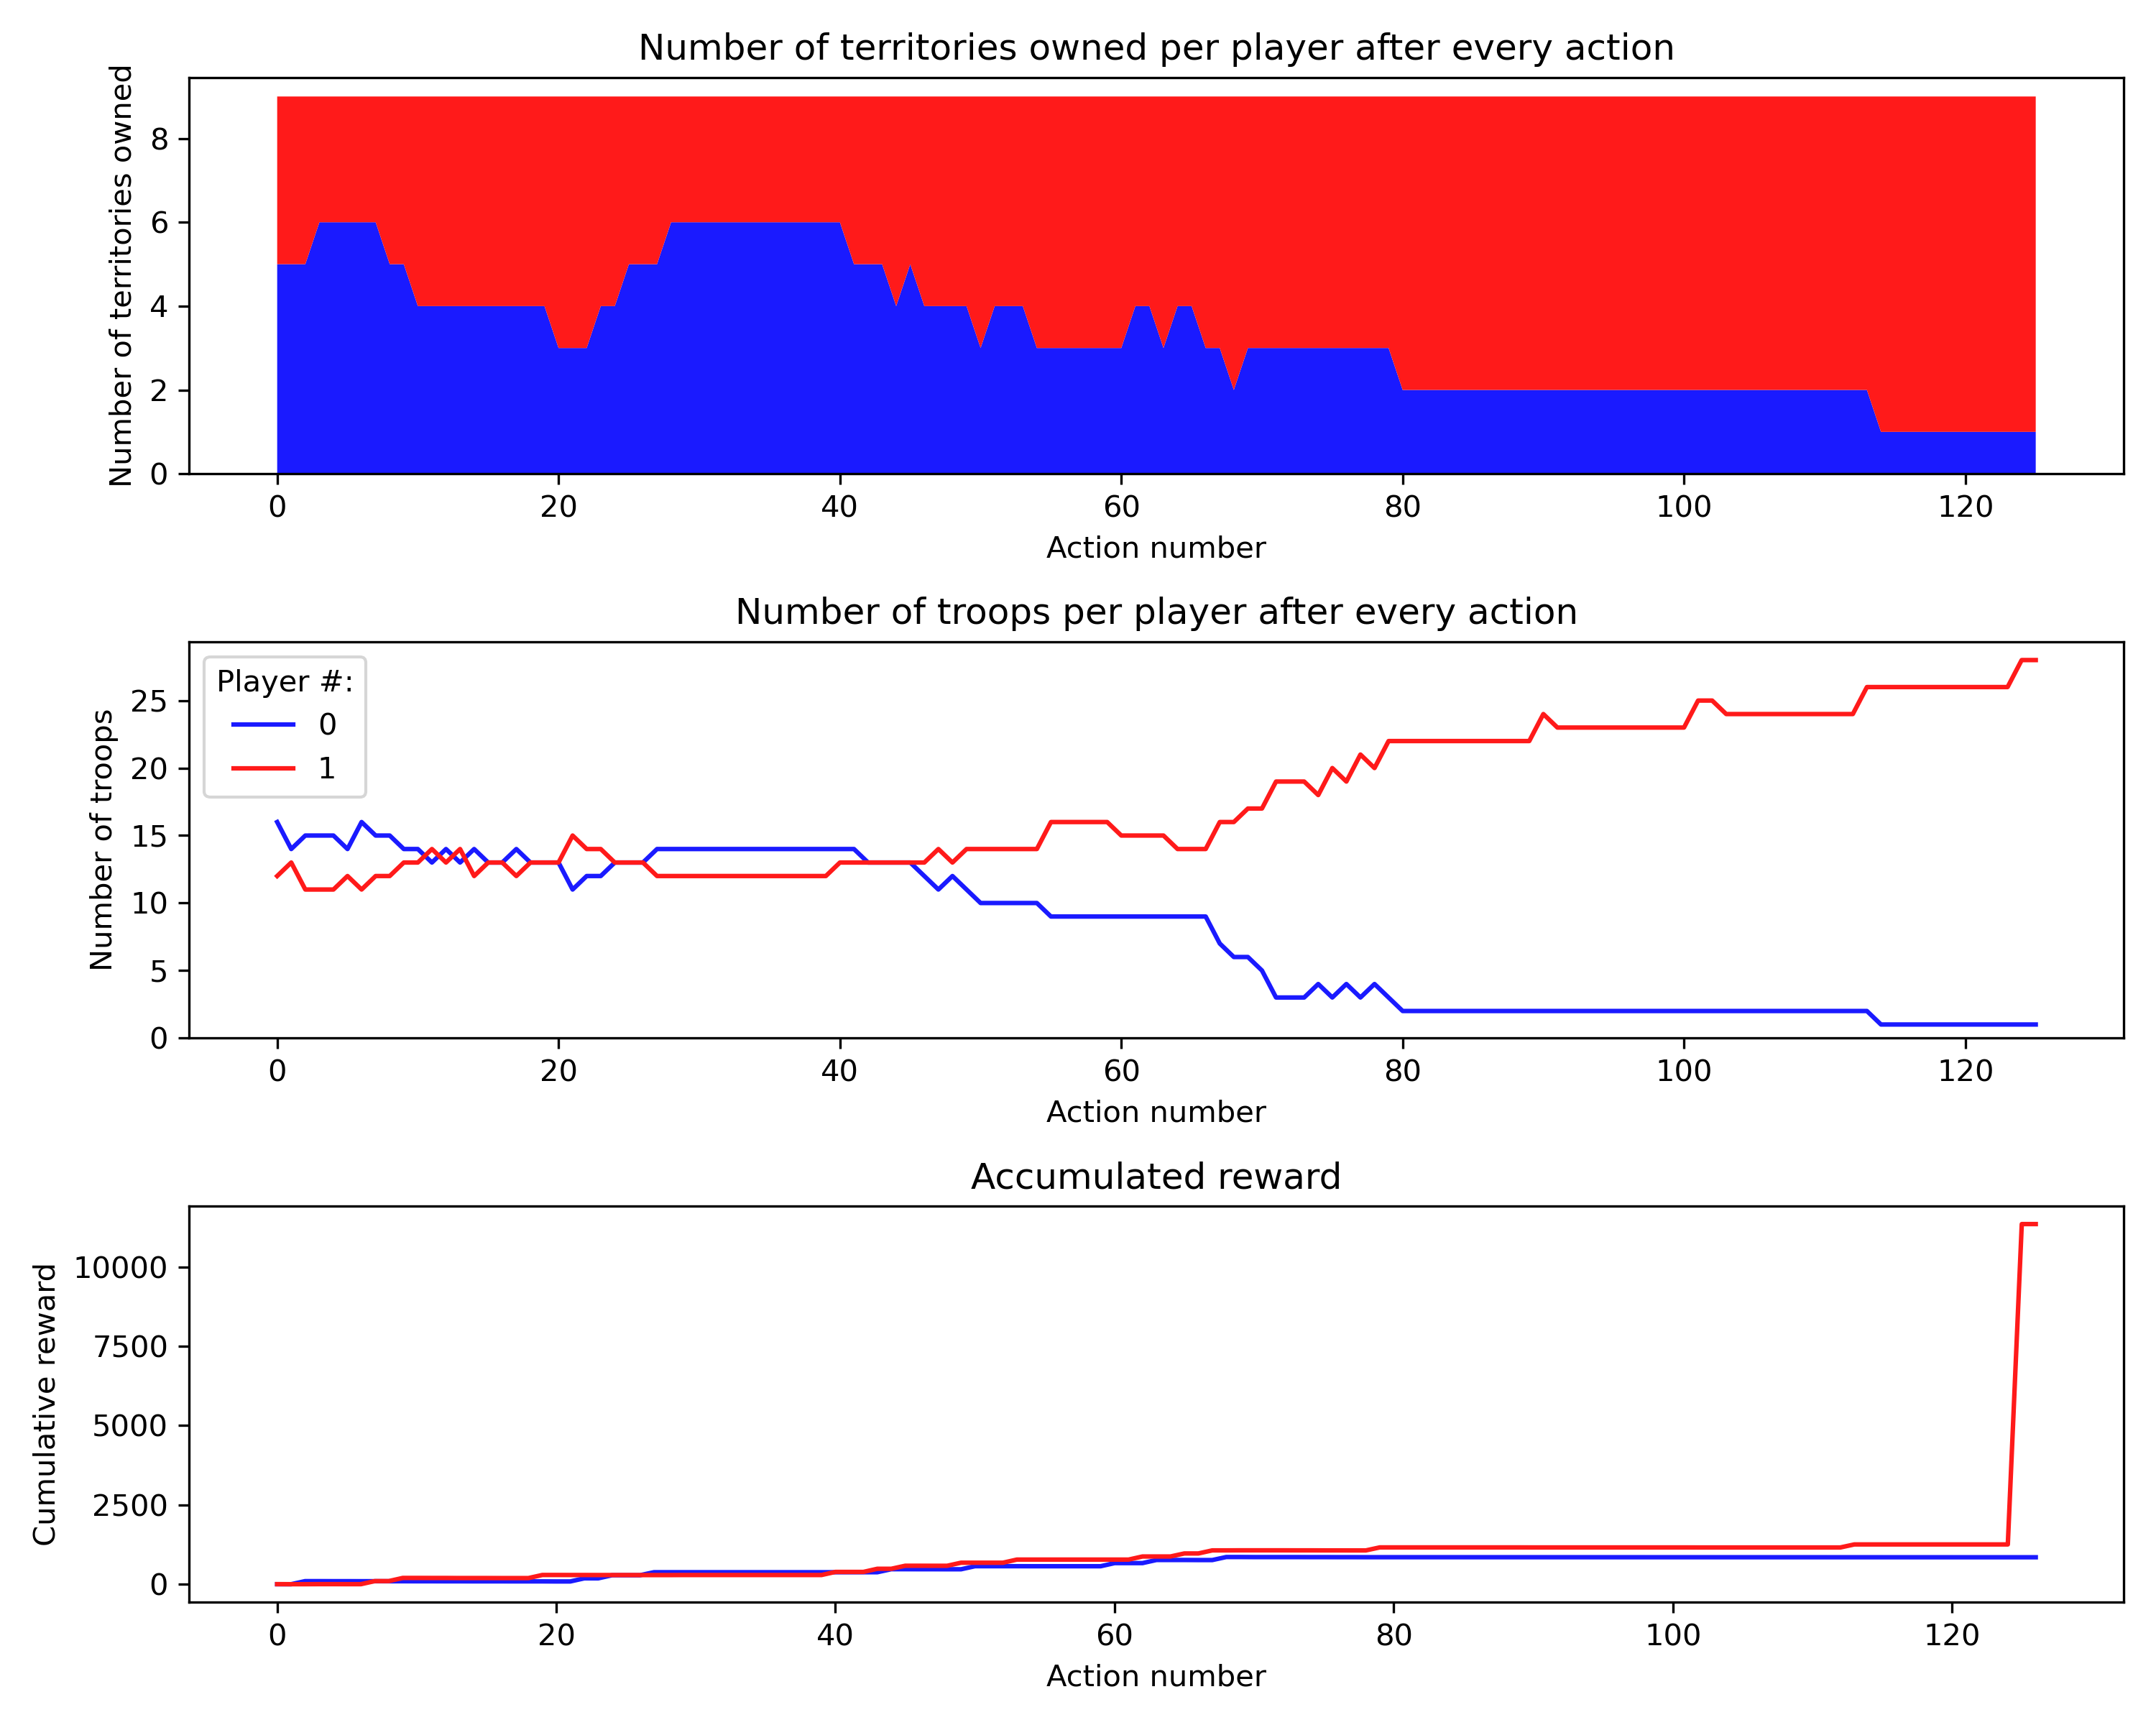 Number of territories owned per player after every action
Number of territories owned
8
6
4
2
0
0 20 40 60 80 100 120
Action number
Number of troops per player after every action
Number of troops
Player #:
0
1
25
20
15
10
5
0
0 20 40 60 80 100 120
Action number
Accumulated reward
Cumulative reward
10000
7500
5000
2500
0
0 20 40 60 80 100 120
Action number